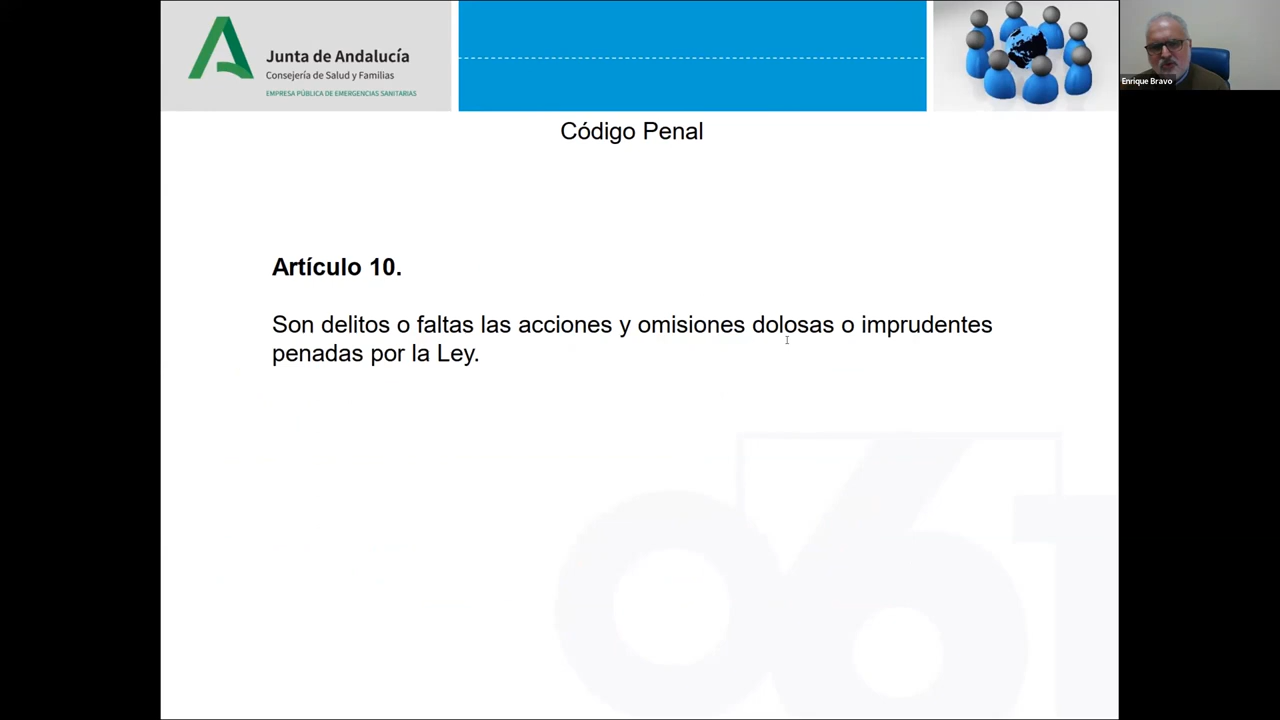 Junta de Andalucía
Consejería de Salud y Familias
EMPRESA PÚBLICA DE EMERGENCIAS SANITARIAS
Enrique Bravo
Código Penal
Artículo 10.
Son delitos o faltas las acciones y omisiones dolosas o imprudentes
penadas por la Ley.
061